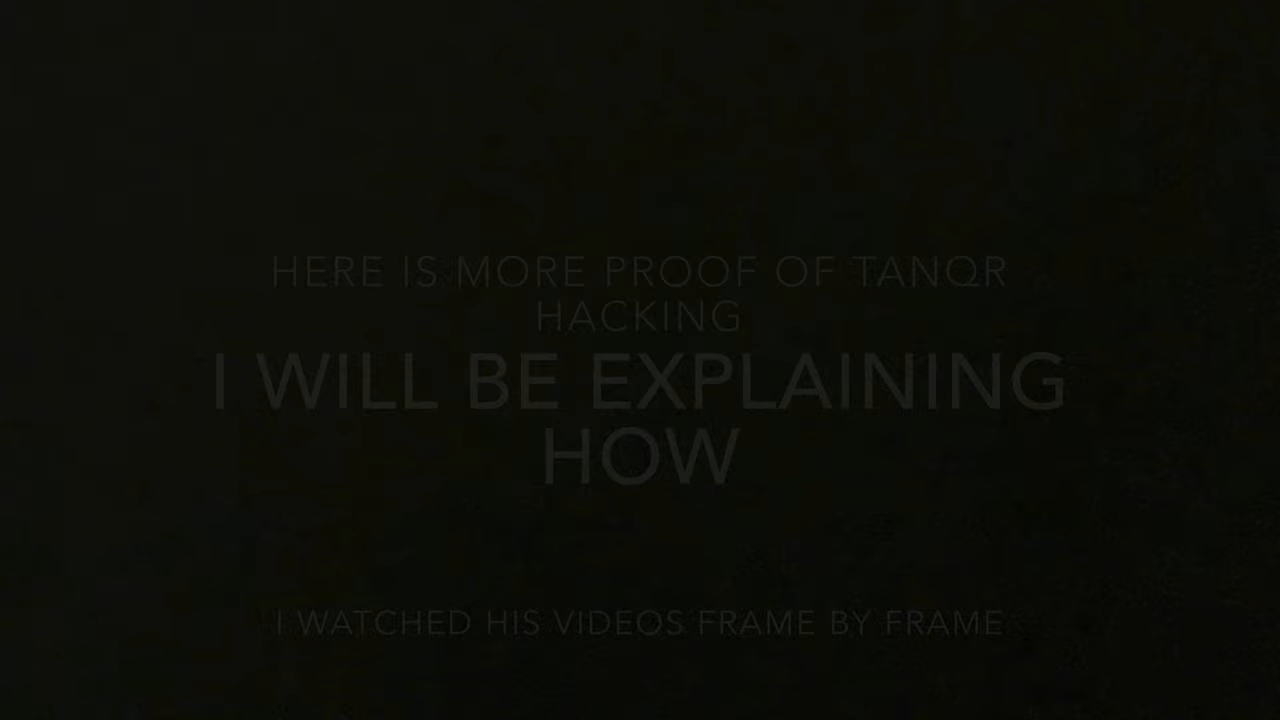 HERE IS MORE PROOF OF TANQR
HACKING
I WILL BE EXPLAINING
HOW
I WATCHED HIS VIDEOS FRAME BY FRAME